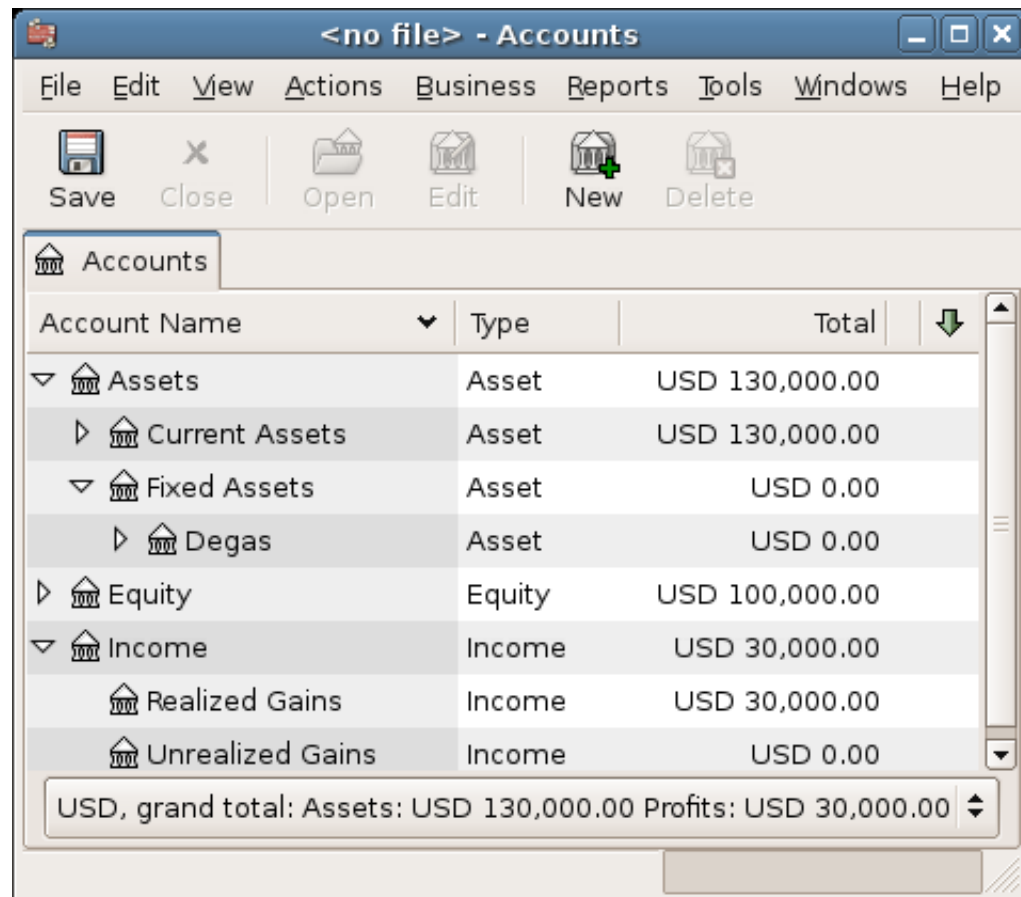 <no file> - Accounts
File Edit View Actions Business Reports Tools Windows Help
Save Close Open Edit New Delete
Accounts
Account Name Type Total
Assets Asset USD 130,000.00
Current Assets Asset USD 130,000.00
Fixed Assets Asset USD 0.00
Degas Asset USD 0.00
Equity Equity USD 100,000.00
Income Income USD 30,000.00
Realized Gains Income USD 30,000.00
Unrealized Gains Income USD 0.00
USD, grand total: Assets: USD 130,000.00 Profits: USD 30,000.00